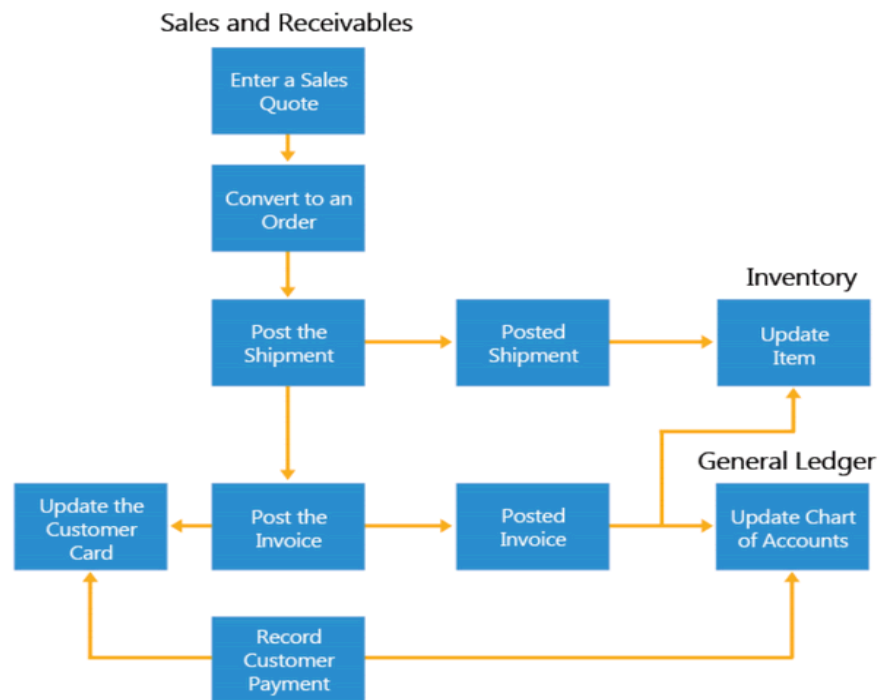 Sales and Receivables
Enter a Sales
Quote
Convert to an
Order
Inventory
Post the
Shipment
Posted
Shipment
Update
Item
General Ledger
Update the
Customer
Card
Post the
Invoice
Posted
Invoice
Update Chart
of Accounts
Record
Customer
Payment